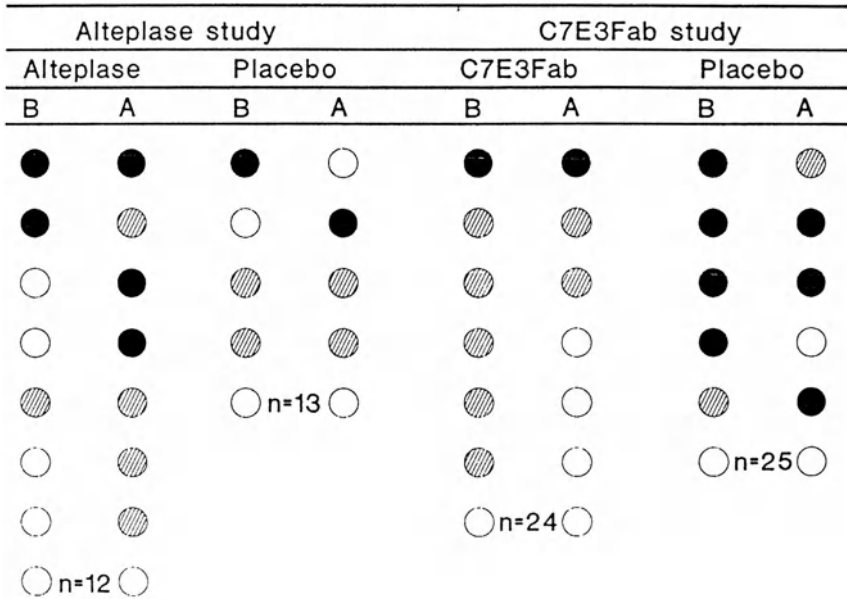 Alteplase study C7E3Fab study
Alteplase Placebo C7E3Fab Placebo
B A B A B A B A
n=13
n=25
n=24
n=12